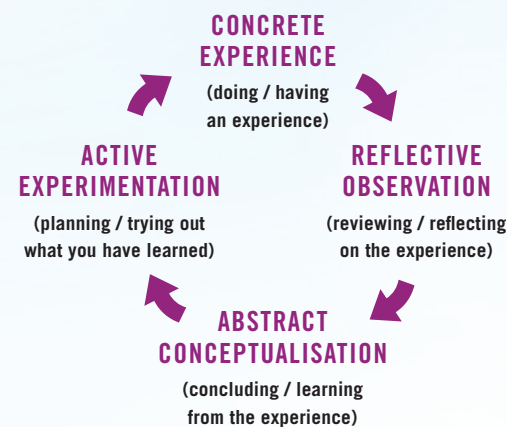 CONCRETE
EXPERIENCE
(doing / having
an experience)
REFLECTIVE
OBSERVATION
(reviewing / reflecting
on the experience)
ABSTRACT
CONCEPTUALISATION
(concluding / learning
from the experience)
ACTIVE
EXPERIMENTATION
(planning / trying out
what you have learned)